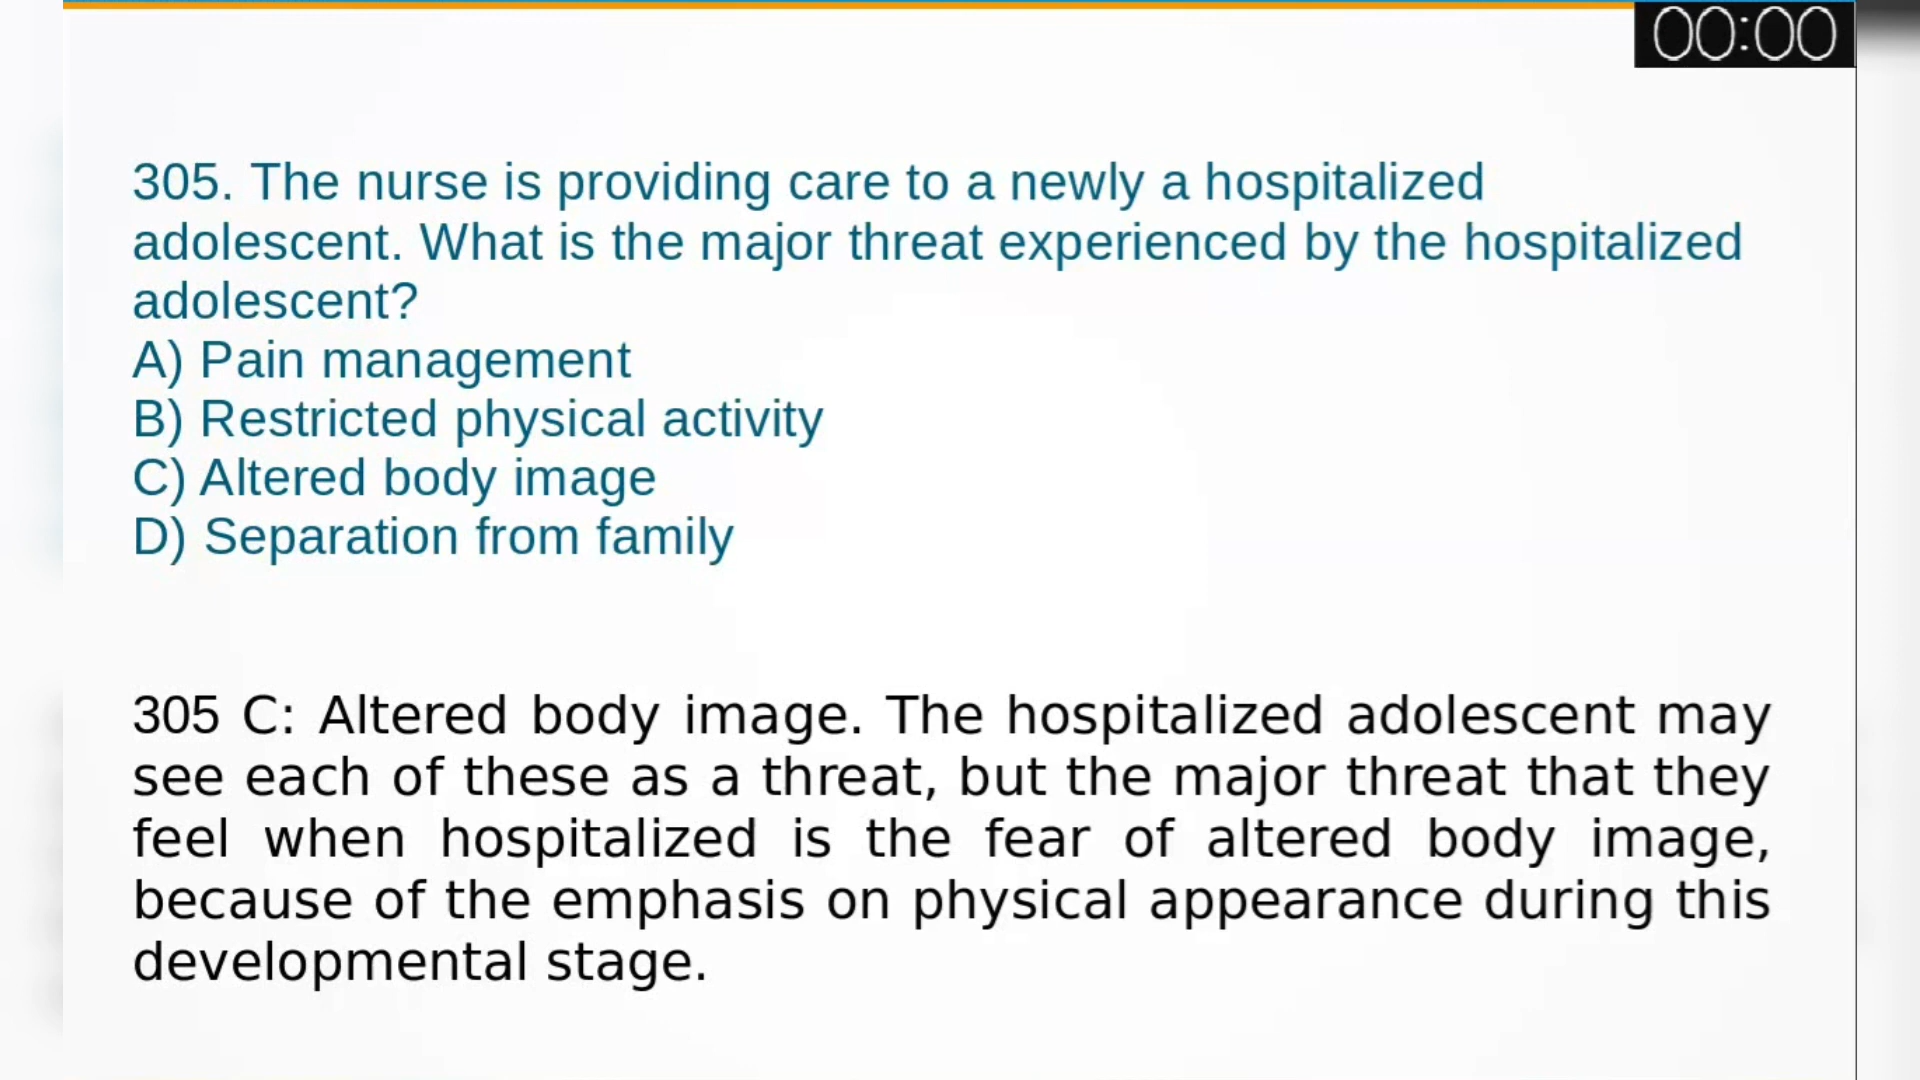 00:00
305. The nurse is providing care to a newly a hospitalized
adolescent. What is the major threat experienced by the hospitalized
adolescent?
A) Pain management
B) Restricted physical activity
C) Altered body image
D) Separation from family
305 C: Altered body image. The hospitalized adolescent may
see each of these as a threat, but the major threat that they
feel when hospitalized is the fear of altered body image,
because of the emphasis on physical appearance during this
developmental stage.